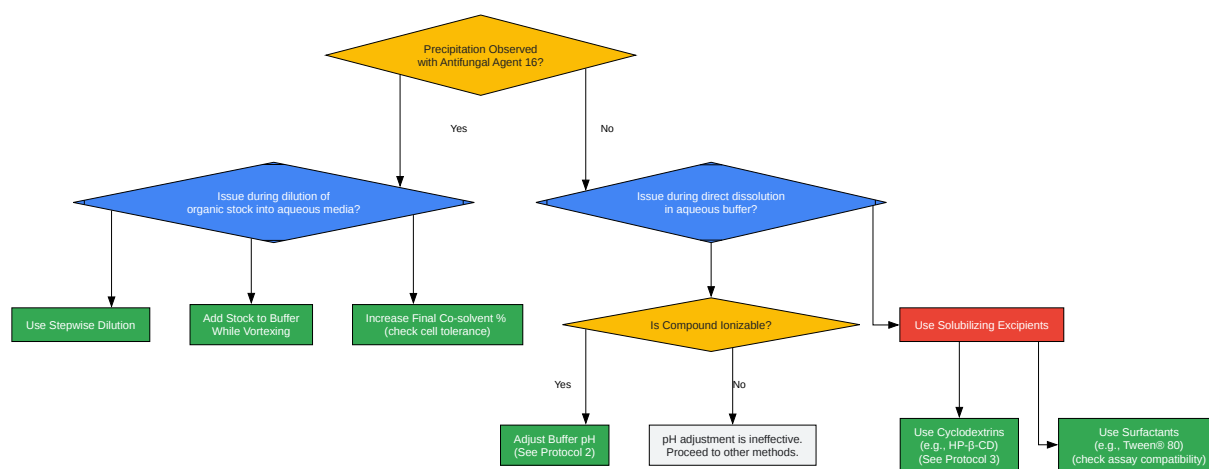 Precipitation Observed
with Antifungal Agent 16?
Yes
No
Issue during dilution of
organic stock into aqueous media?
Issue during direct dissolution
in aqueous buffer?
Use Stepwise Dilution
Add Stock to Buffer
While Vortexing
Increase Final Co-solvent %
(check cell tolerance)
Is Compound Ionizable?
Use Solubilizing Excipients
Yes
No
Adjust Buffer pH
(See Protocol 2)
pH adjustment is ineffective.
Proceed to other methods.
Use Cyclodextrins
(e.g., HP-β-CD)
(See Protocol 3)
Use Surfactants
(e.g., Tween® 80)
(check assay compatibility)